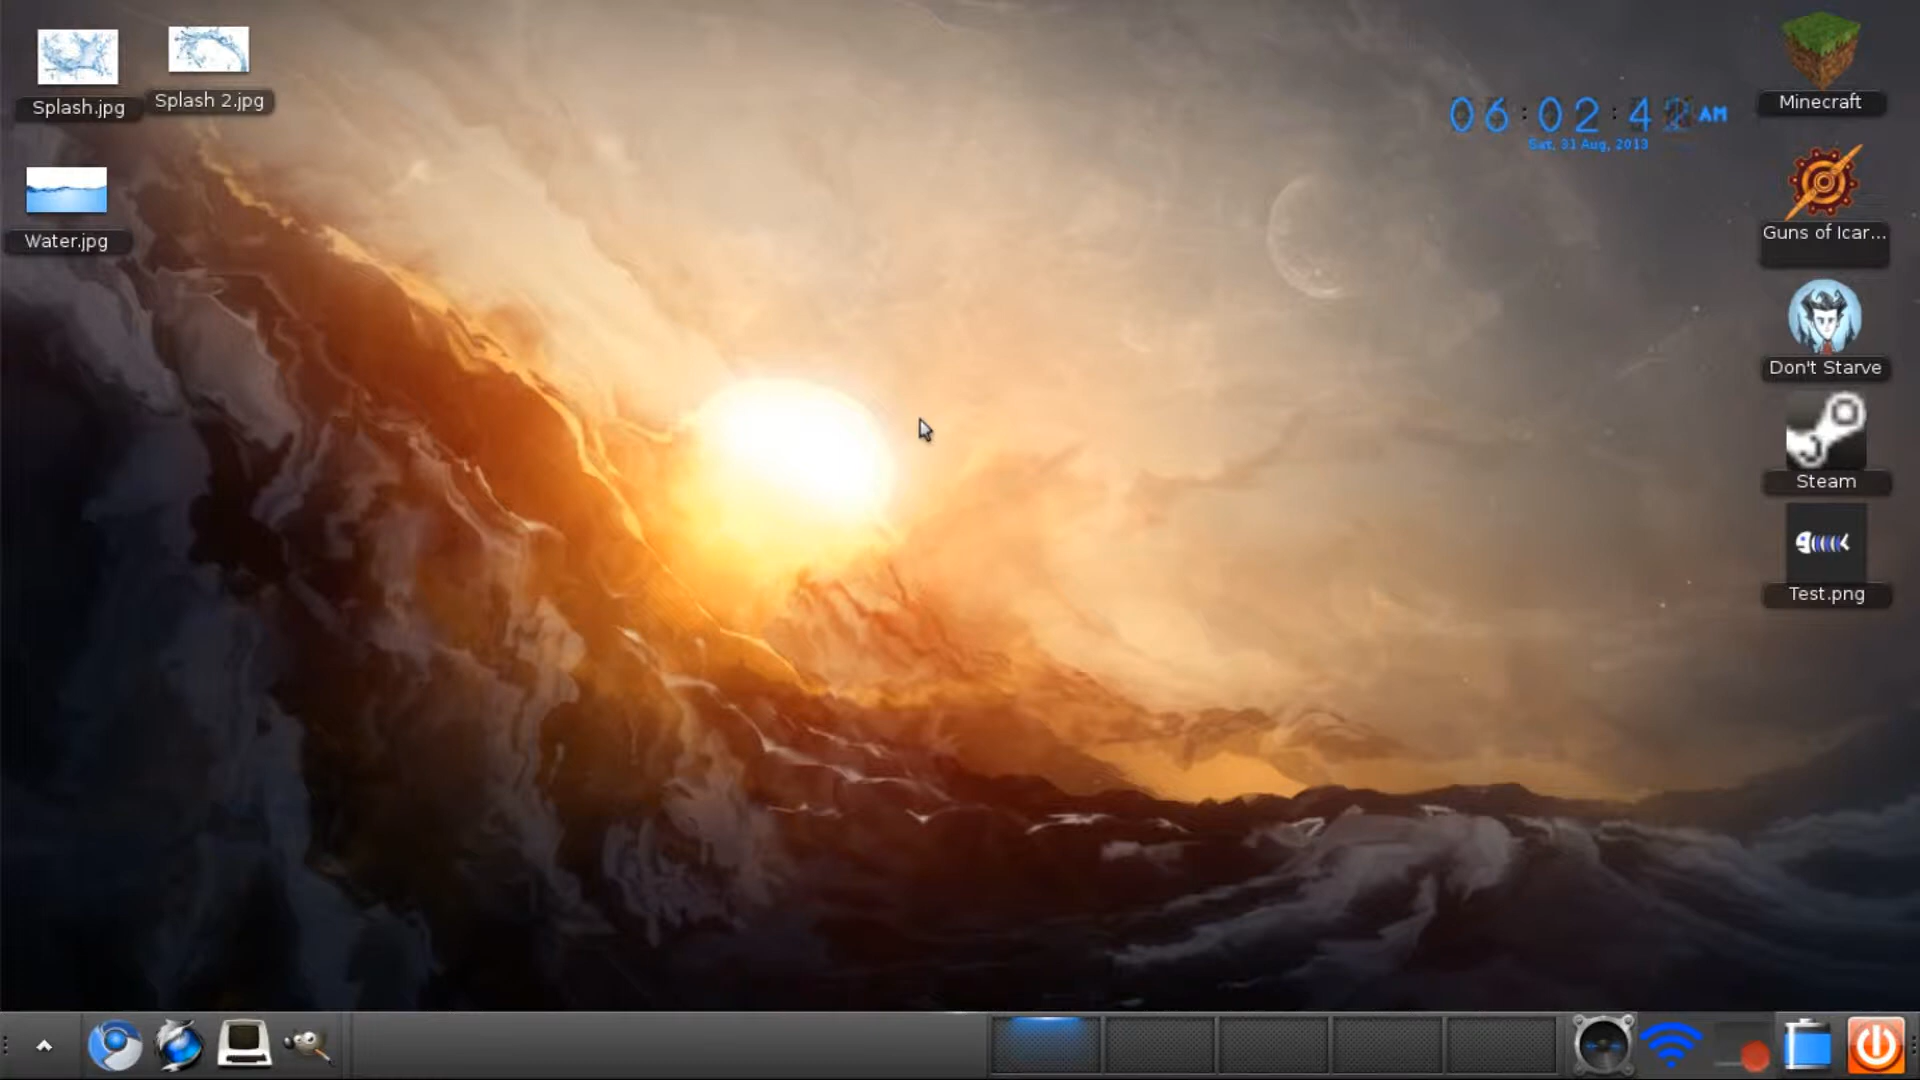 Splash.jpg
Splash 2.jpg
Water.jpg
06:02:4
AM
Sat, 31 Aug, 2013
Minecraft
Guns of Icar...
Don't Starve
Steam
Test.png